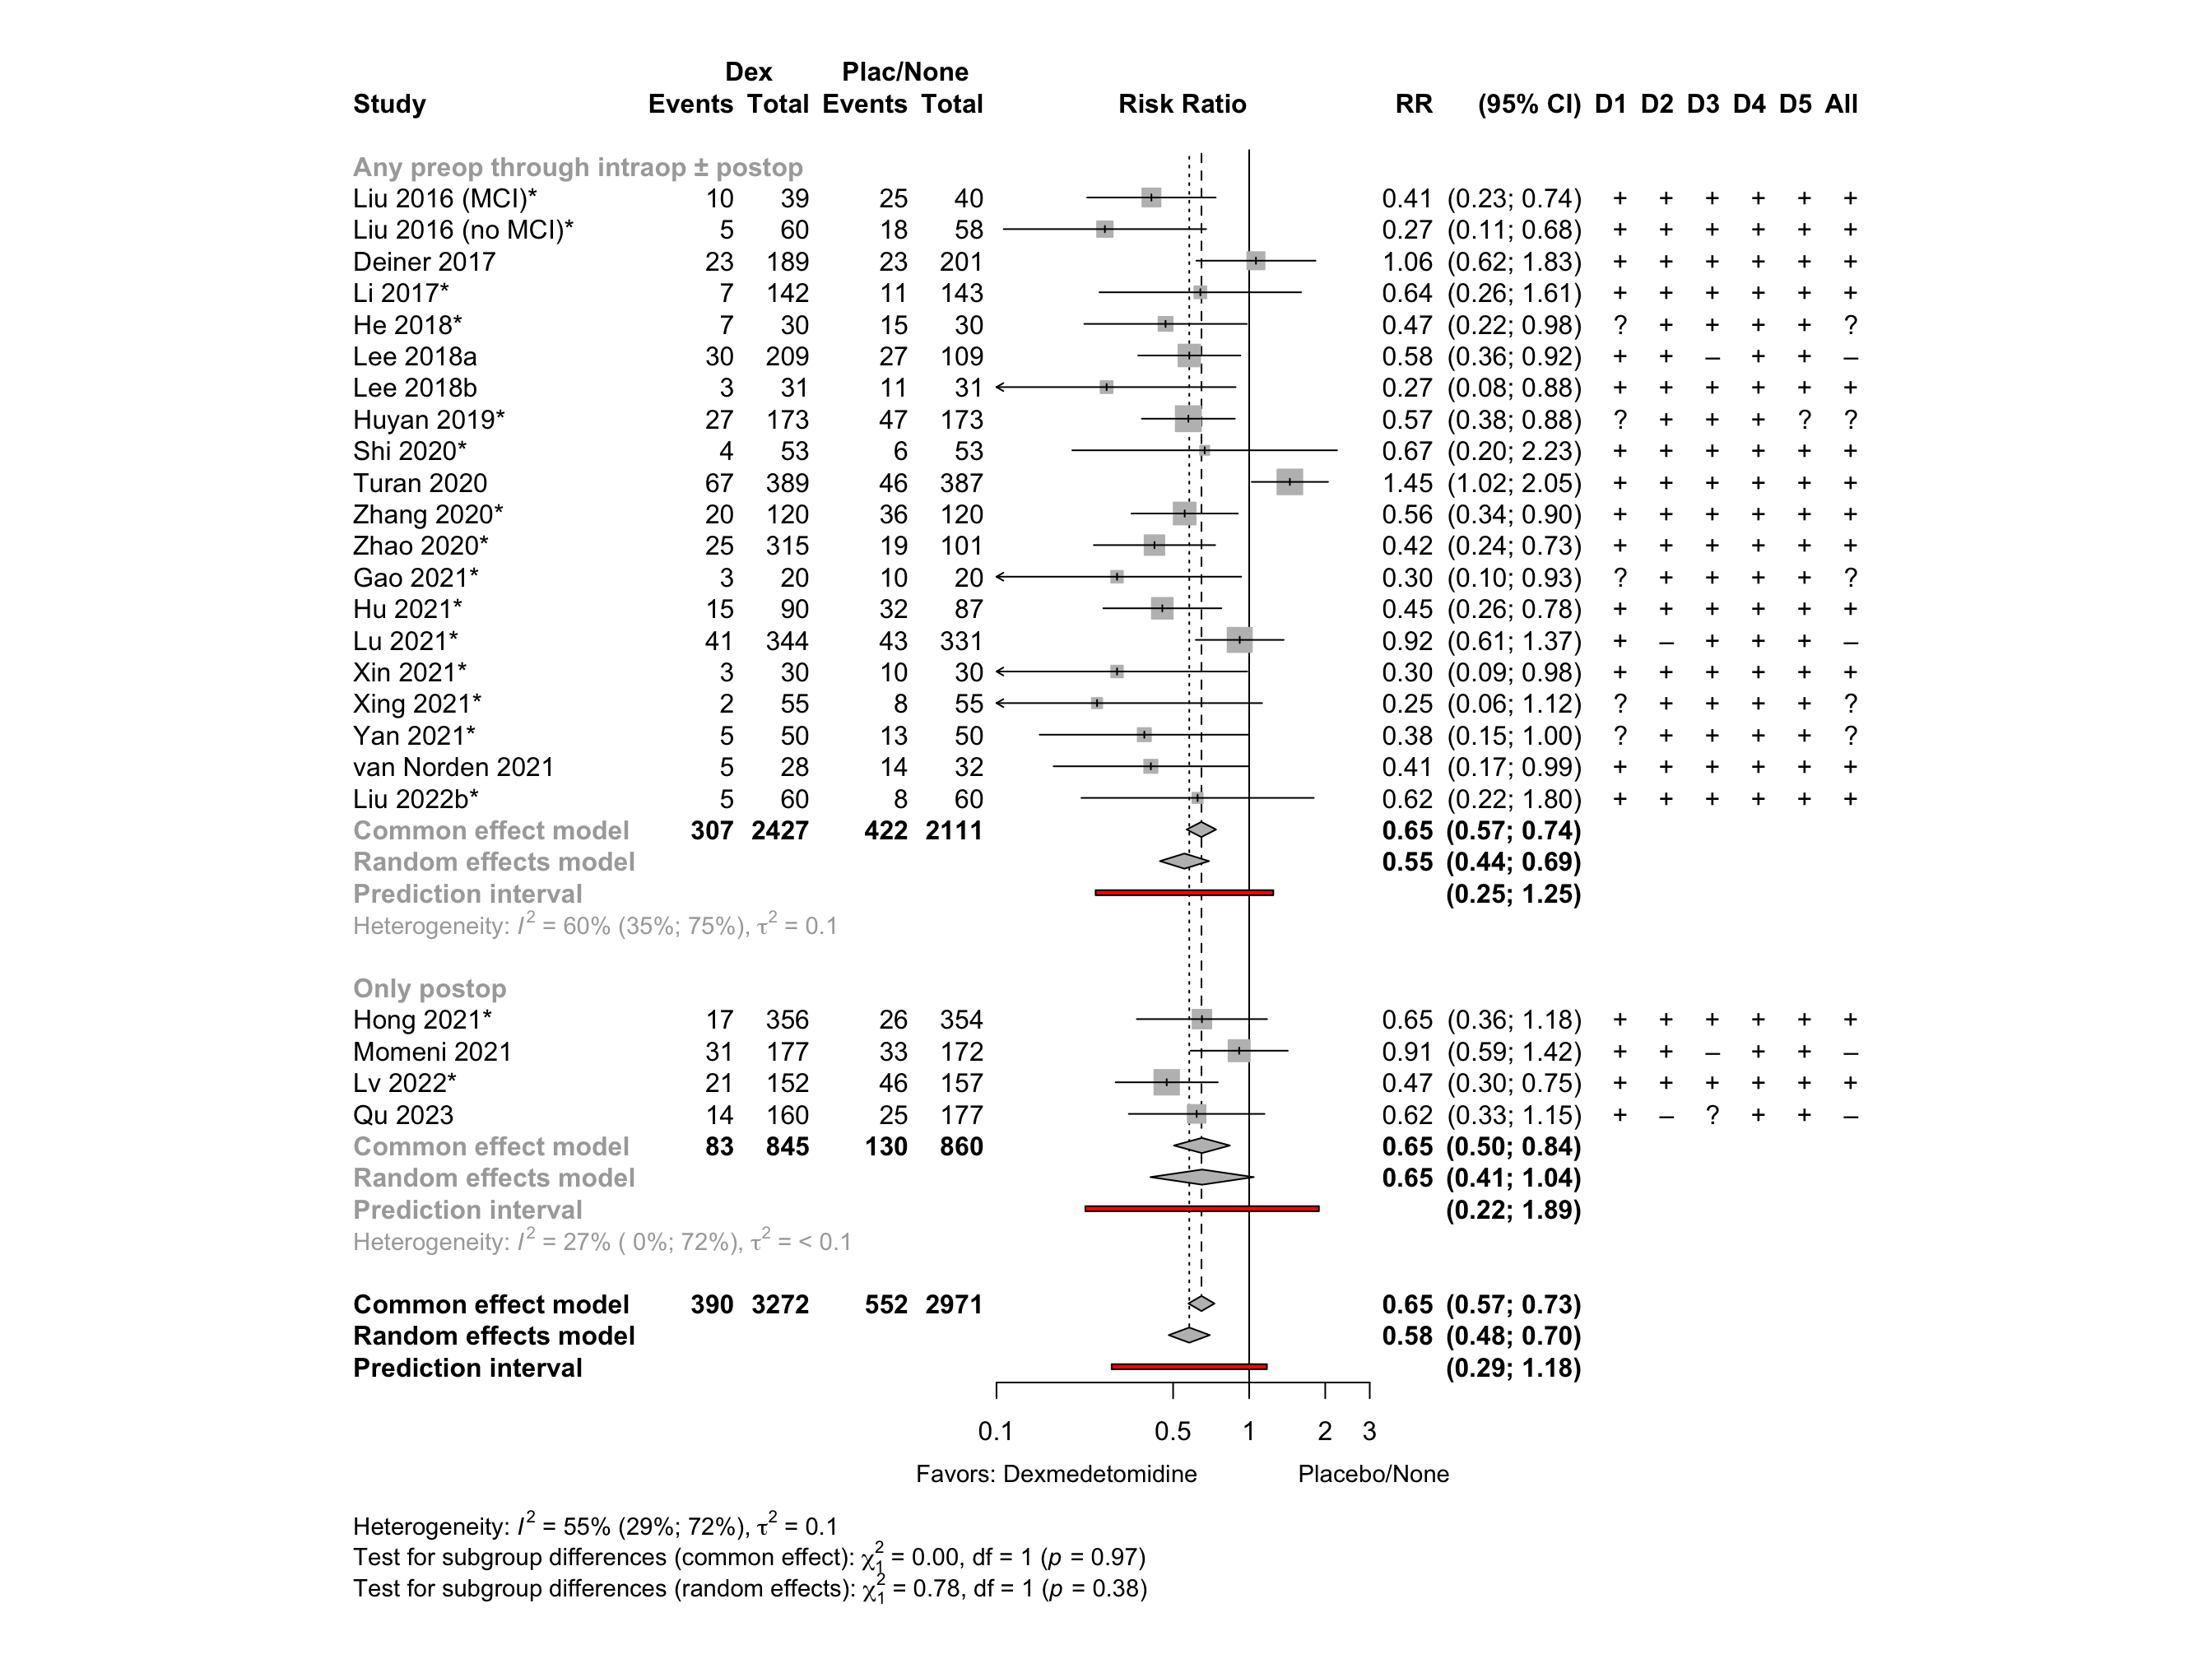 Dex Plac/None
Study Events Total Events Total Risk Ratio RR (95% CI) D1 D2 D3 D4 D5 All
Any preop through intraop ± postop
Liu 2016 (MCI)* 10 39 25 40 0.41 (0.23; 0.74) + + + + + +
Liu 2016 (no MCI)* 5 60 18 58 0.27 (0.11; 0.68) + + + + + +
Deiner 2017 23 189 23 201 1.06 (0.62; 1.83) + + + + + +
Li 2017* 7 142 11 143 0.64 (0.26; 1.61) + + + + + +
He 2018* 7 30 15 30 0.47 (0.22; 0.98) ? + + + + ?
Lee 2018a 30 209 27 109 0.58 (0.36; 0.92) + + – + + –
Lee 2018b 3 31 11 31 0.27 (0.08; 0.88) + + + + + +
Huyan 2019* 27 173 47 173 0.57 (0.38; 0.88) ? + + + ? ?
Shi 2020* 4 53 6 53 0.67 (0.20; 2.23) + + + + + +
Turan 2020 67 389 46 387 1.45 (1.02; 2.05) + + + + + +
Zhang 2020* 20 120 36 120 0.56 (0.34; 0.90) + + + + + +
Zhao 2020* 25 315 19 101 0.42 (0.24; 0.73) + + + + + +
Gao 2021* 3 20 10 20 0.30 (0.10; 0.93) ? + + + + ?
Hu 2021* 15 90 32 87 0.45 (0.26; 0.78) + + + + + +
Lu 2021* 41 344 43 331 0.92 (0.61; 1.37) + – + + + –
Xin 2021* 3 30 10 30 0.30 (0.09; 0.98) + + + + + +
Xing 2021* 2 55 8 55 0.25 (0.06; 1.12) ? + + + + ?
Yan 2021* 5 50 13 50 0.38 (0.15; 1.00) ? + + + + ?
van Norden 2021 5 28 14 32 0.41 (0.17; 0.99) + + + + + +
Liu 2022b* 5 60 8 60 0.62 (0.22; 1.80) + + + + + +
Common effect model 307 2427 422 2111 0.65 (0.57; 0.74)
Random effects model 0.55 (0.44; 0.69)
Prediction interval (0.25; 1.25)
Heterogeneity: I² = 60% (35%; 75%), τ² = 0.1
Only postop
Hong 2021* 17 356 26 354 0.65 (0.36; 1.18) + + + + + +
Momeni 2021 31 177 33 172 0.91 (0.59; 1.42) + + – + + –
Lv 2022* 21 152 46 157 0.47 (0.30; 0.75) + + + + + +
Qu 2023 14 160 25 177 0.62 (0.33; 1.15) + – ? + + –
Common effect model 83 845 130 860 0.65 (0.50; 0.84)
Random effects model 0.65 (0.41; 1.04)
Prediction interval (0.22; 1.89)
Heterogeneity: I² = 27% ( 0%; 72%), τ² = < 0.1
Common effect model 390 3272 552 2971 0.65 (0.57; 0.73)
Random effects model 0.58 (0.48; 0.70)
Prediction interval (0.29; 1.18)
0.1 0.5 1 2 3
Favors: Dexmedetomidine Placebo/None
Heterogeneity: I² = 55% (29%; 72%), τ² = 0.1
Test for subgroup differences (common effect): χ²₁ = 0.00, df = 1 (p = 0.97)
Test for subgroup differences (random effects): χ²₁ = 0.78, df = 1 (p = 0.38)